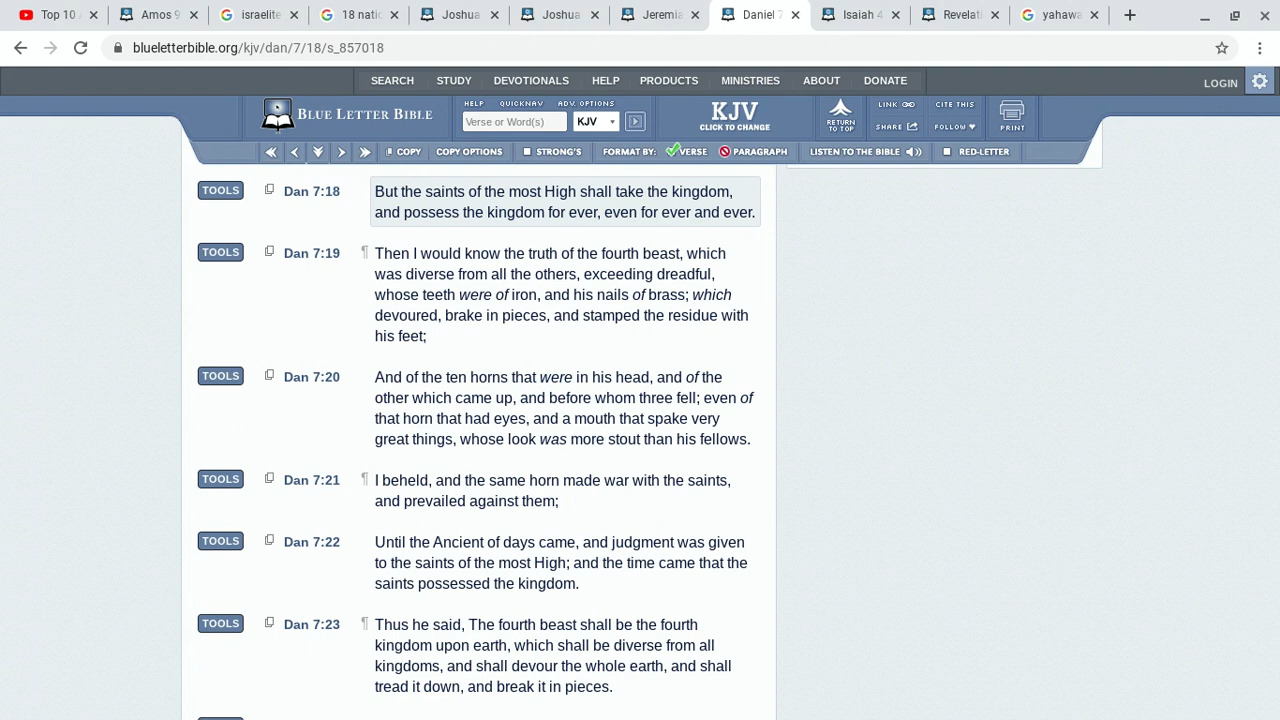 Top 10
Amos 9
israelite
18 natio
Joshua
Joshua
Jeremia
Daniel 7
Isaiah 4
Revelati
yahawa
blueletterbible.org/kjv/dan/7/18/s_857018
SEARCH STUDY DEVOTIONALS HELP PRODUCTS MINISTRIES ABOUT DONATE
LOGIN
BLUE LETTER BIBLE
HELP QUICKNAV ADV. OPTIONS
Verse or Word(s) KJV
KJV
CLICK TO CHANGE
RETURN
TO TOP
LINK
SHARE
CITE THIS
FOLLOW
PRINT
COPY COPY OPTIONS STRONG'S FORMAT BY: VERSE PARAGRAPH LISTEN TO THE BIBLE RED-LETTER
TOOLS Dan 7:18 But the saints of the most High shall take the kingdom,
and possess the kingdom for ever, even for ever and ever.
TOOLS Dan 7:19 ¶ Then I would know the truth of the fourth beast, which
was diverse from all the others, exceeding dreadful,
whose teeth were of iron, and his nails of brass; which
devoured, brake in pieces, and stamped the residue with
his feet;
TOOLS Dan 7:20 And of the ten horns that were in his head, and of the
other which came up, and before whom three fell; even of
that horn that had eyes, and a mouth that spake very
great things, whose look was more stout than his fellows.
TOOLS Dan 7:21 ¶ I beheld, and the same horn made war with the saints,
and prevailed against them;
TOOLS Dan 7:22 Until the Ancient of days came, and judgment was given
to the saints of the most High; and the time came that the
saints possessed the kingdom.
TOOLS Dan 7:23 ¶ Thus he said, The fourth beast shall be the fourth
kingdom upon earth, which shall be diverse from all
kingdoms, and shall devour the whole earth, and shall
tread it down, and break it in pieces.